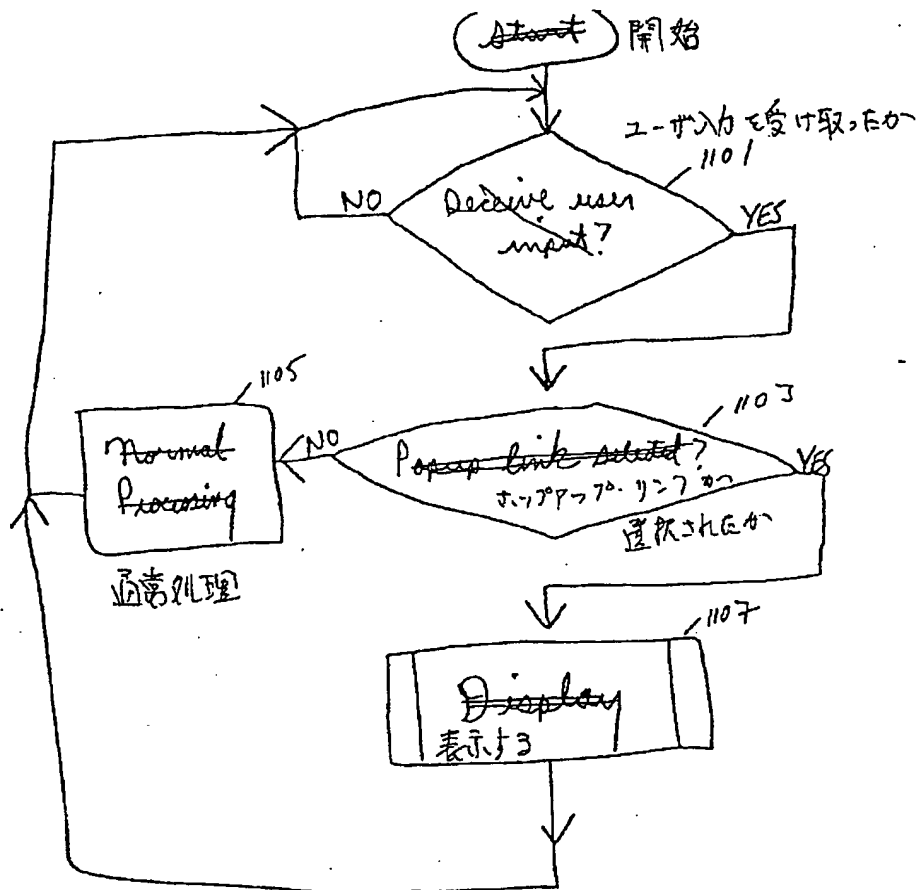 start 開始
ユーザ入力を受け取ったか
1101
NO
Receive user
input?
YES
1105
1103
Normal
Processing
NO
Popup link selected?
YES
ポップアップ・リンクが
選択されたか
通常処理
1107
Display
表示する